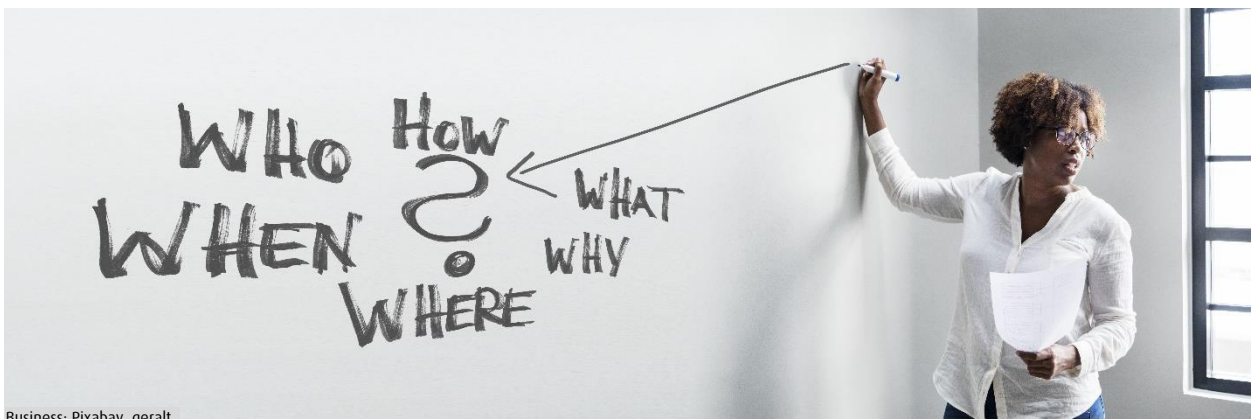 WHO
HOW
?
WHAT
WHEN
WHY
WHERE
Business: Pixabay, geralt